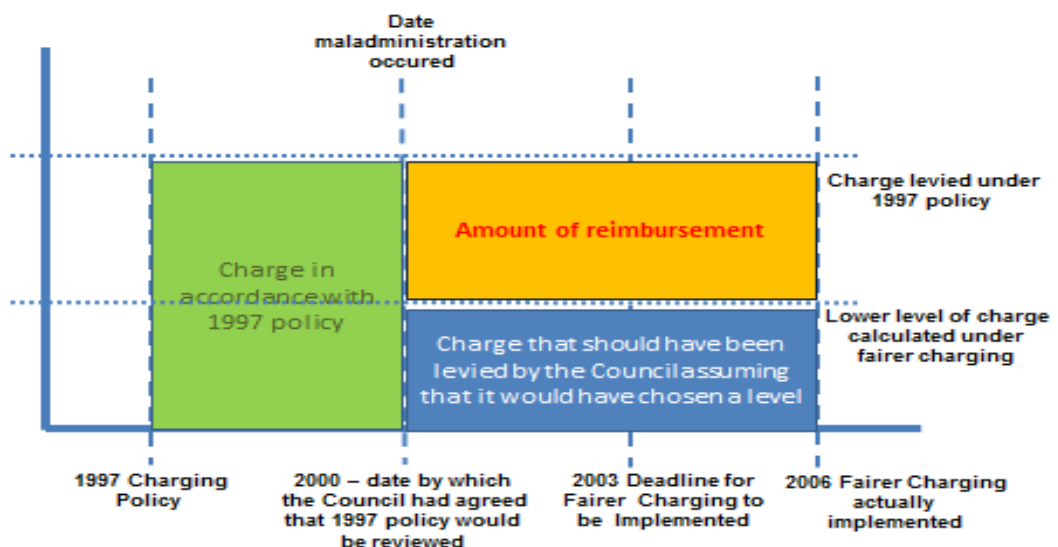 Date
maladministration
occured
Charge levied under
1997 policy
Amount of reimbursement
Charge in
accordance with
1997 policy
Lower level of charge
calculated under
fairer charging
Charge that should have been
levied by the Council assuming
that it would have chosen a level
1997 Charging
Policy
2000 – date by which
the Council had agreed
that 1997 policy would
be reviewed
2003 Deadline for
Fairer Charging to
be Implemented
2006 Fairer Charging
actually
implemented